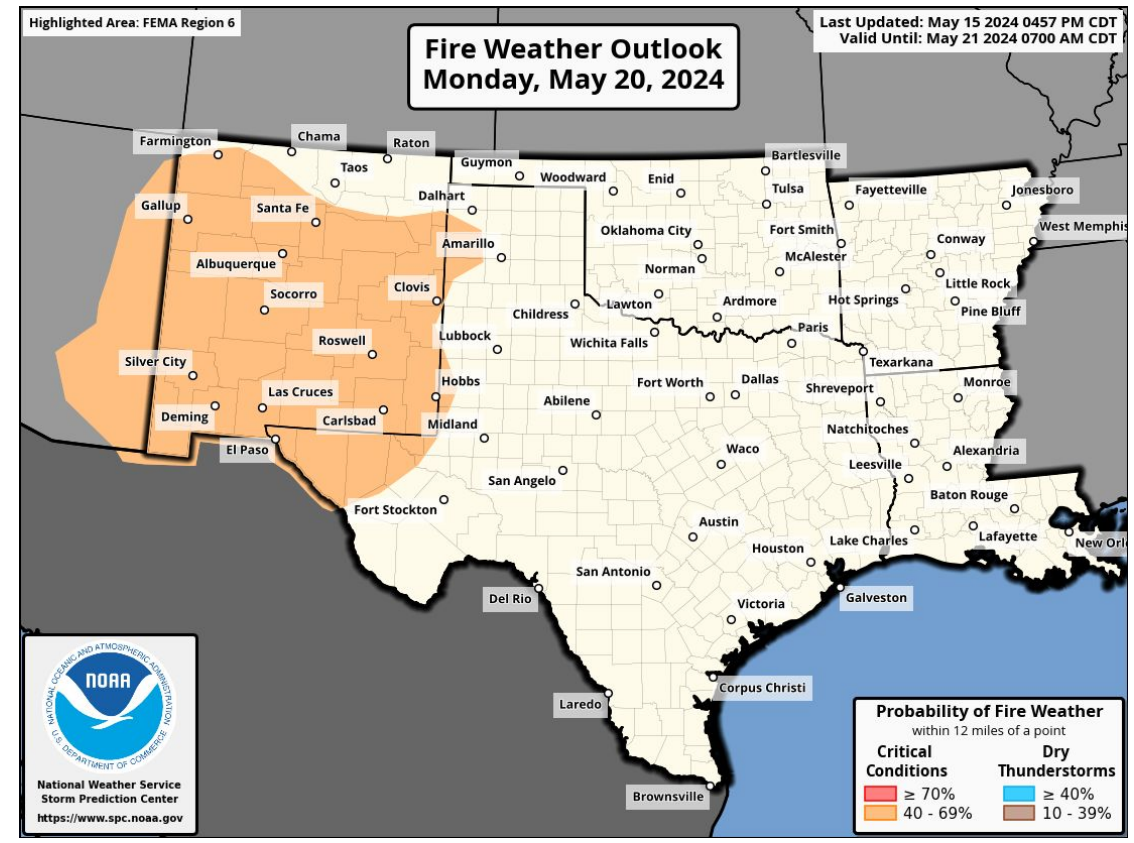 Highlighted Area: FEMA Region 6
Fire Weather Outlook
Monday, May 20, 2024
Last Updated: May 15 2024 0457 PM CDT
Valid Until: May 21 2024 0700 AM CDT
Farmington
Chama
Raton
Taos
Guymon
Woodward
Enid
Bartlesville
Tulsa
Fayetteville
Jonesboro
Dalhart
Gallup
Santa Fe
Oklahoma City
Fort Smith
West Memphis
Amarillo
Conway
Albuquerque
Norman
McAlester
Little Rock
Socorro
Clovis
Childress
Lawton
Ardmore
Hot Springs
Pine Bluff
Roswell
Lubbock
Wichita Falls
Paris
Silver City
Texarkana
Hobbs
Fort Worth
Dallas
Shreveport
Monroe
Las Cruces
Abilene
Deming
Carlsbad
Midland
Natchitoches
El Paso
Waco
Leesville
Alexandria
San Angelo
Baton Rouge
Fort Stockton
Austin
Lake Charles
Lafayette
New Orl
Houston
San Antonio
Del Rio
Galveston
Victoria
Laredo
Corpus Christi
Brownsville
NATIONAL OCEANIC AND ATMOSPHERIC ADMINISTRATION
NOAA
U.S. DEPARTMENT OF COMMERCE
National Weather Service
Storm Prediction Center
https://www.spc.noaa.gov
Probability of Fire Weather
within 12 miles of a point
Critical Conditions
≥ 70%
40 - 69%
Dry Thunderstorms
≥ 40%
10 - 39%